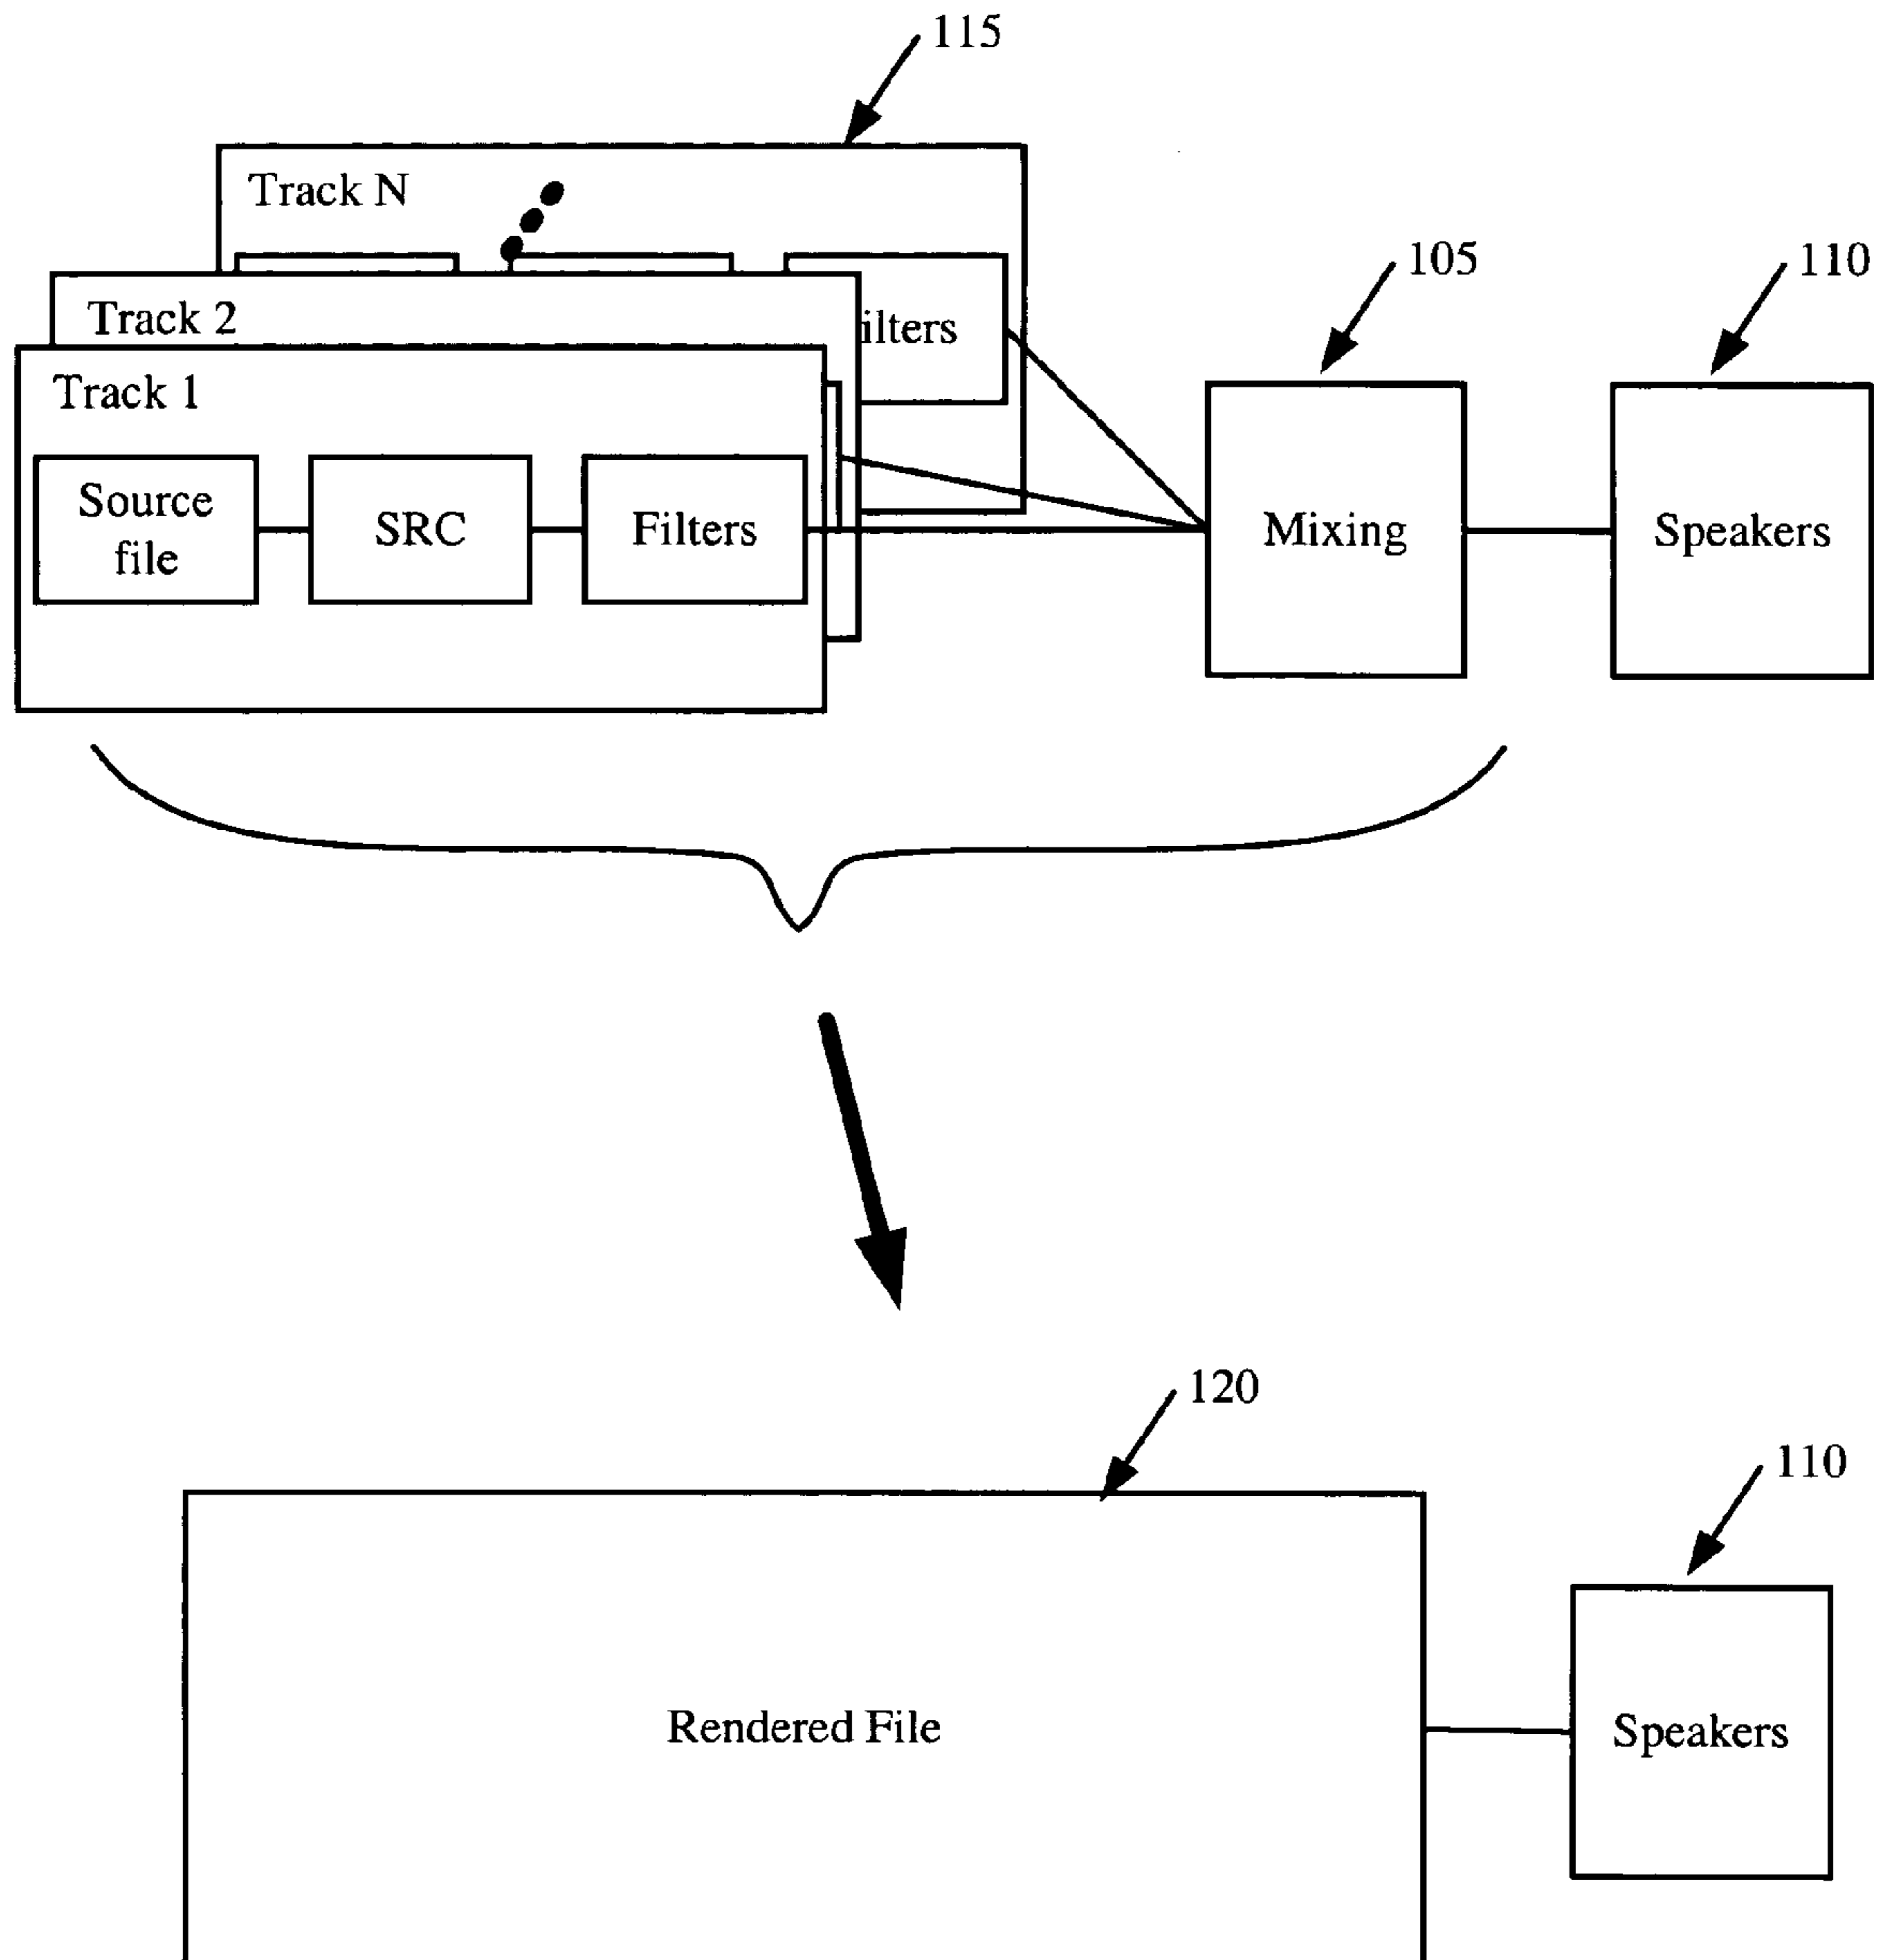 115
Track N
105
110
Track 2
ilters
Track 1
Source
file
SRC
Filters
Mixing
Speakers
120
110
Rendered File
Speakers